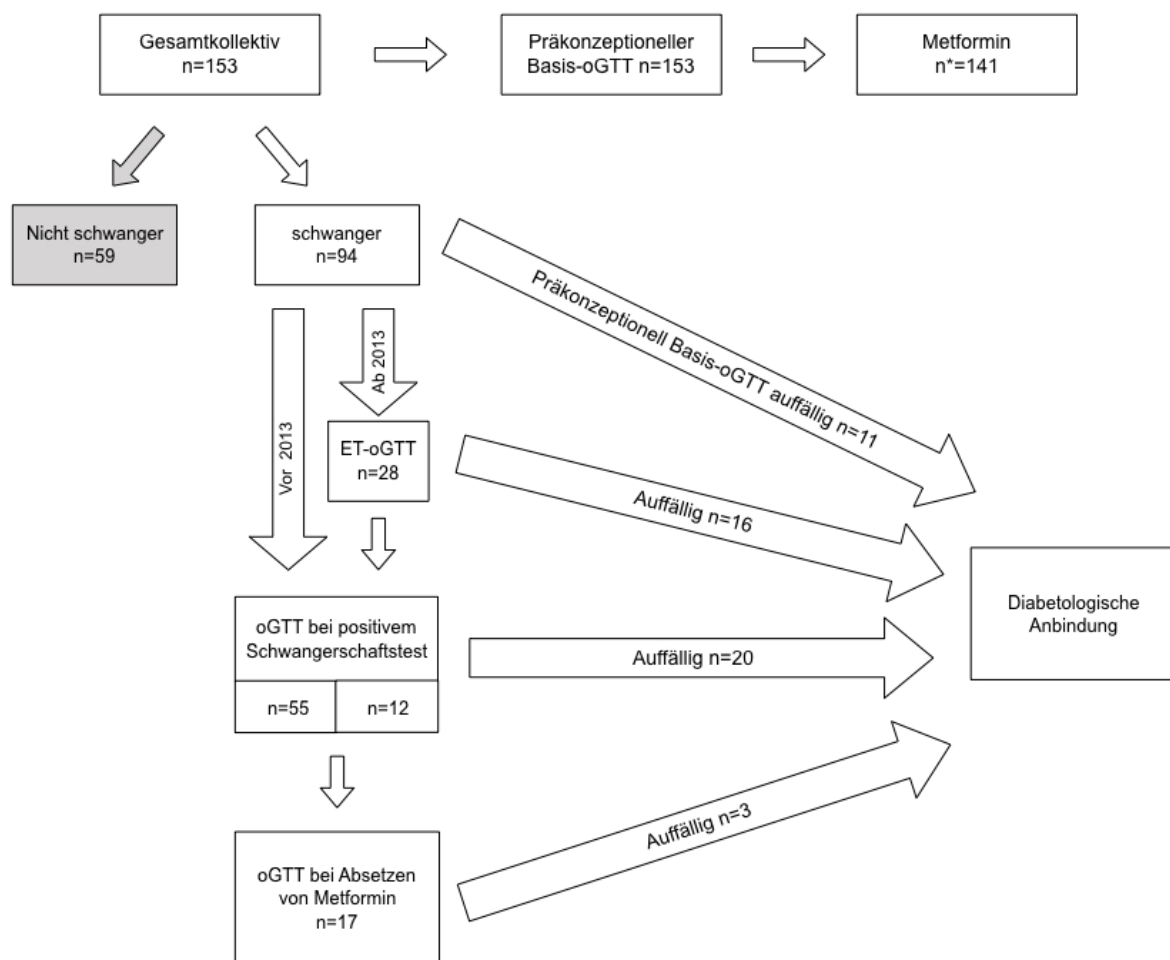 Gesamtkollektiv
n=153
Präkonzeptioneller
Basis-oGTT n=153
Metformin
n*=141
Nicht schwanger
n=59
schwanger
n=94
Präkonzeptionell Basis-oGTT auffällig n=11
Vor 2013
Ab 2013
ET-oGTT
n=28
Auffällig n=16
oGTT bei positivem
Schwangerschaftstest
n=55
n=12
Auffällig n=20
Diabetologische
Anbindung
Auffällig n=3
oGTT bei Absetzen
von Metformin
n=17